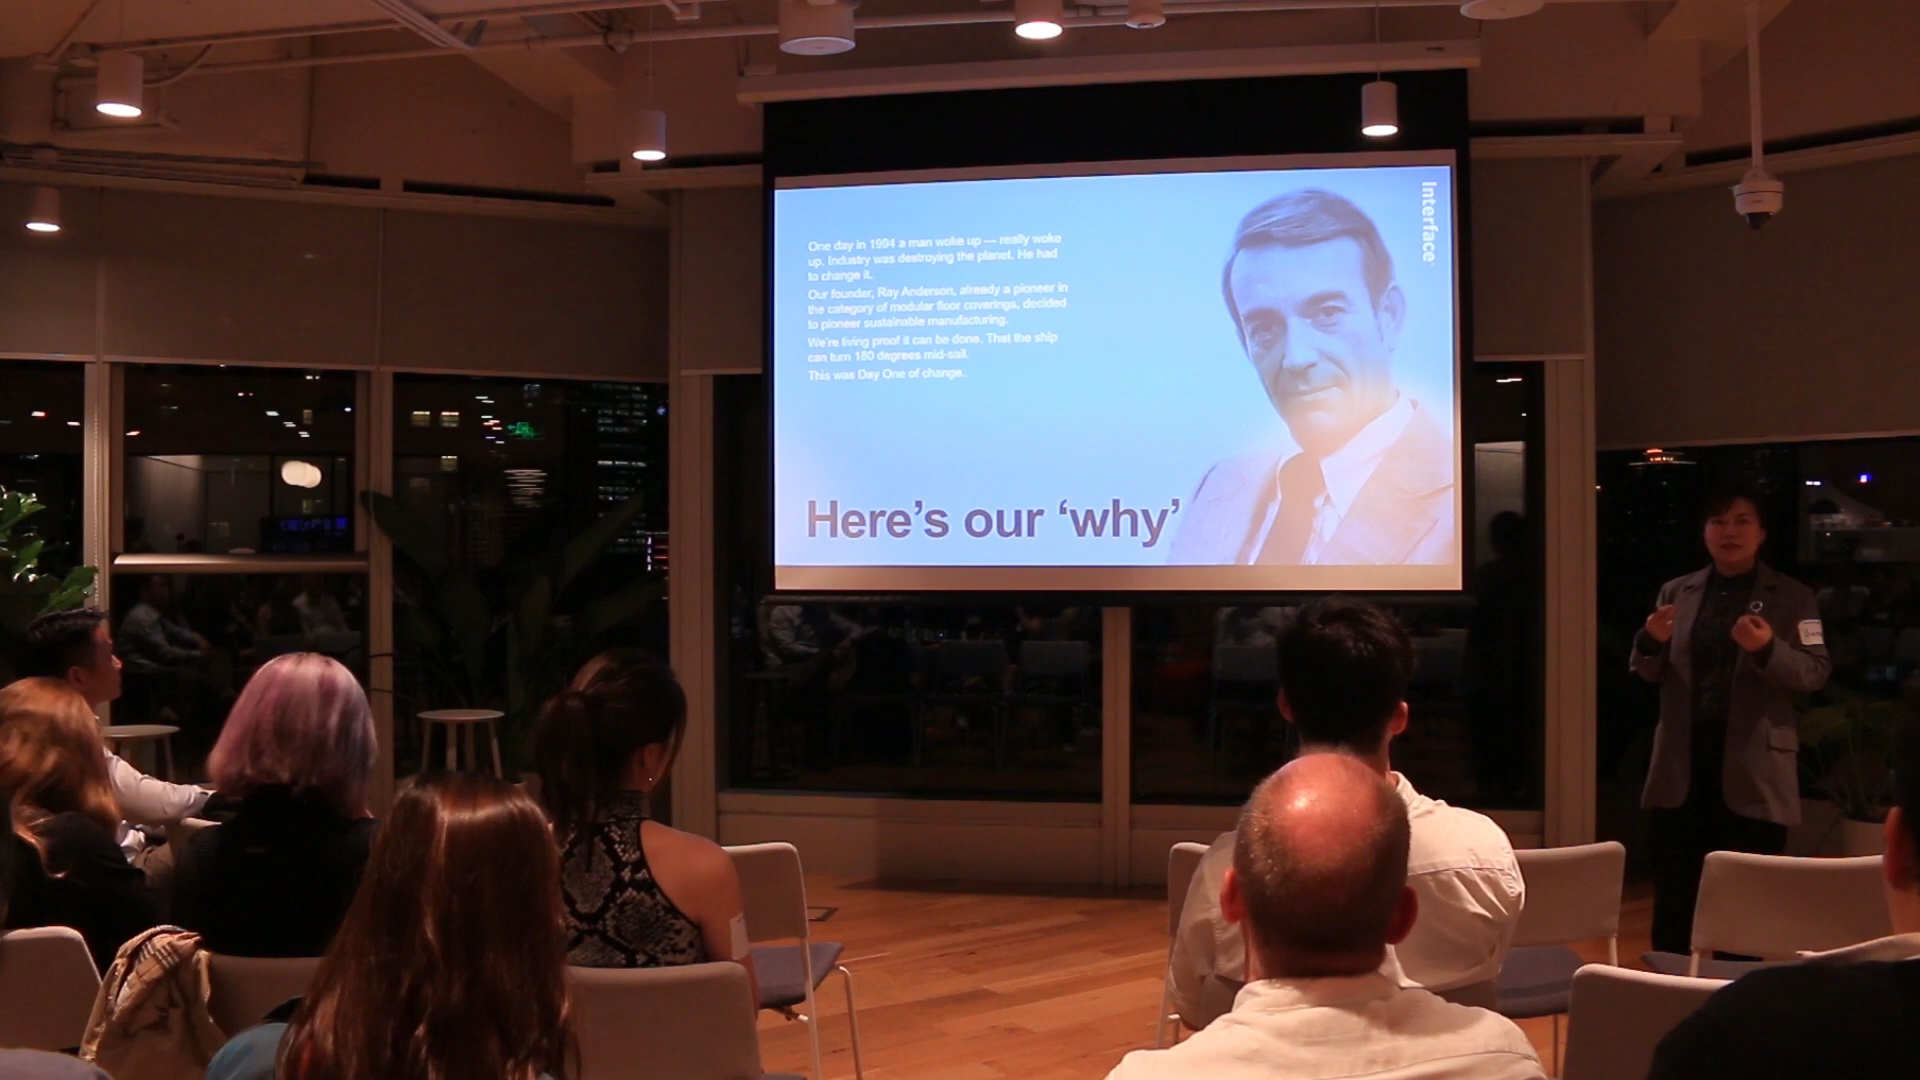 Interface
One day in 1994 a man woke up — really woke
up. Industry was destroying the planet. He had
to change it.
Our founder, Ray Anderson, already a pioneer in
the category of modular floor coverings, decided
to pioneer sustainable manufacturing.
We're living proof it can be done. That the ship
can turn 180 degrees mid-sail.
This was Day One of change.
Here's our ‘why’